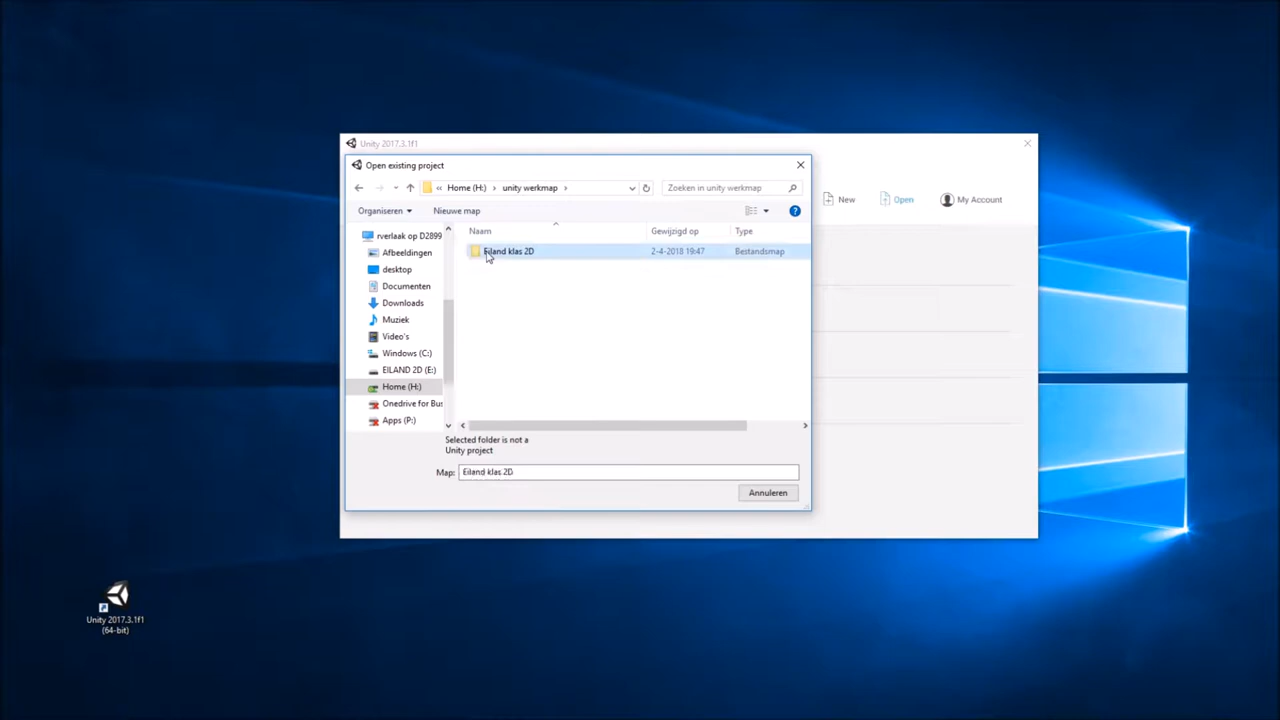 Unity 2017.3.1f1
Open existing project
« Home (H:) › unity werkmap ›
Zoeken in unity werkmap
New
Open
My Account
Organiseren
Nieuwe map
Naam
Gewijzigd op
Type
rverlaak op D2899
Afbeeldingen
desktop
Documenten
Downloads
Muziek
Video's
Windows (C:)
EILAND 2D (E:)
Home (H:)
Onedrive for Bus
Apps (P:)
Eiland klas 2D
2-4-2018 19:47
Bestandsmap
Selected folder is not a
Unity project
Map:
Eiland klas 2D
Annuleren
Unity 2017.3.1f1
(64-bit)